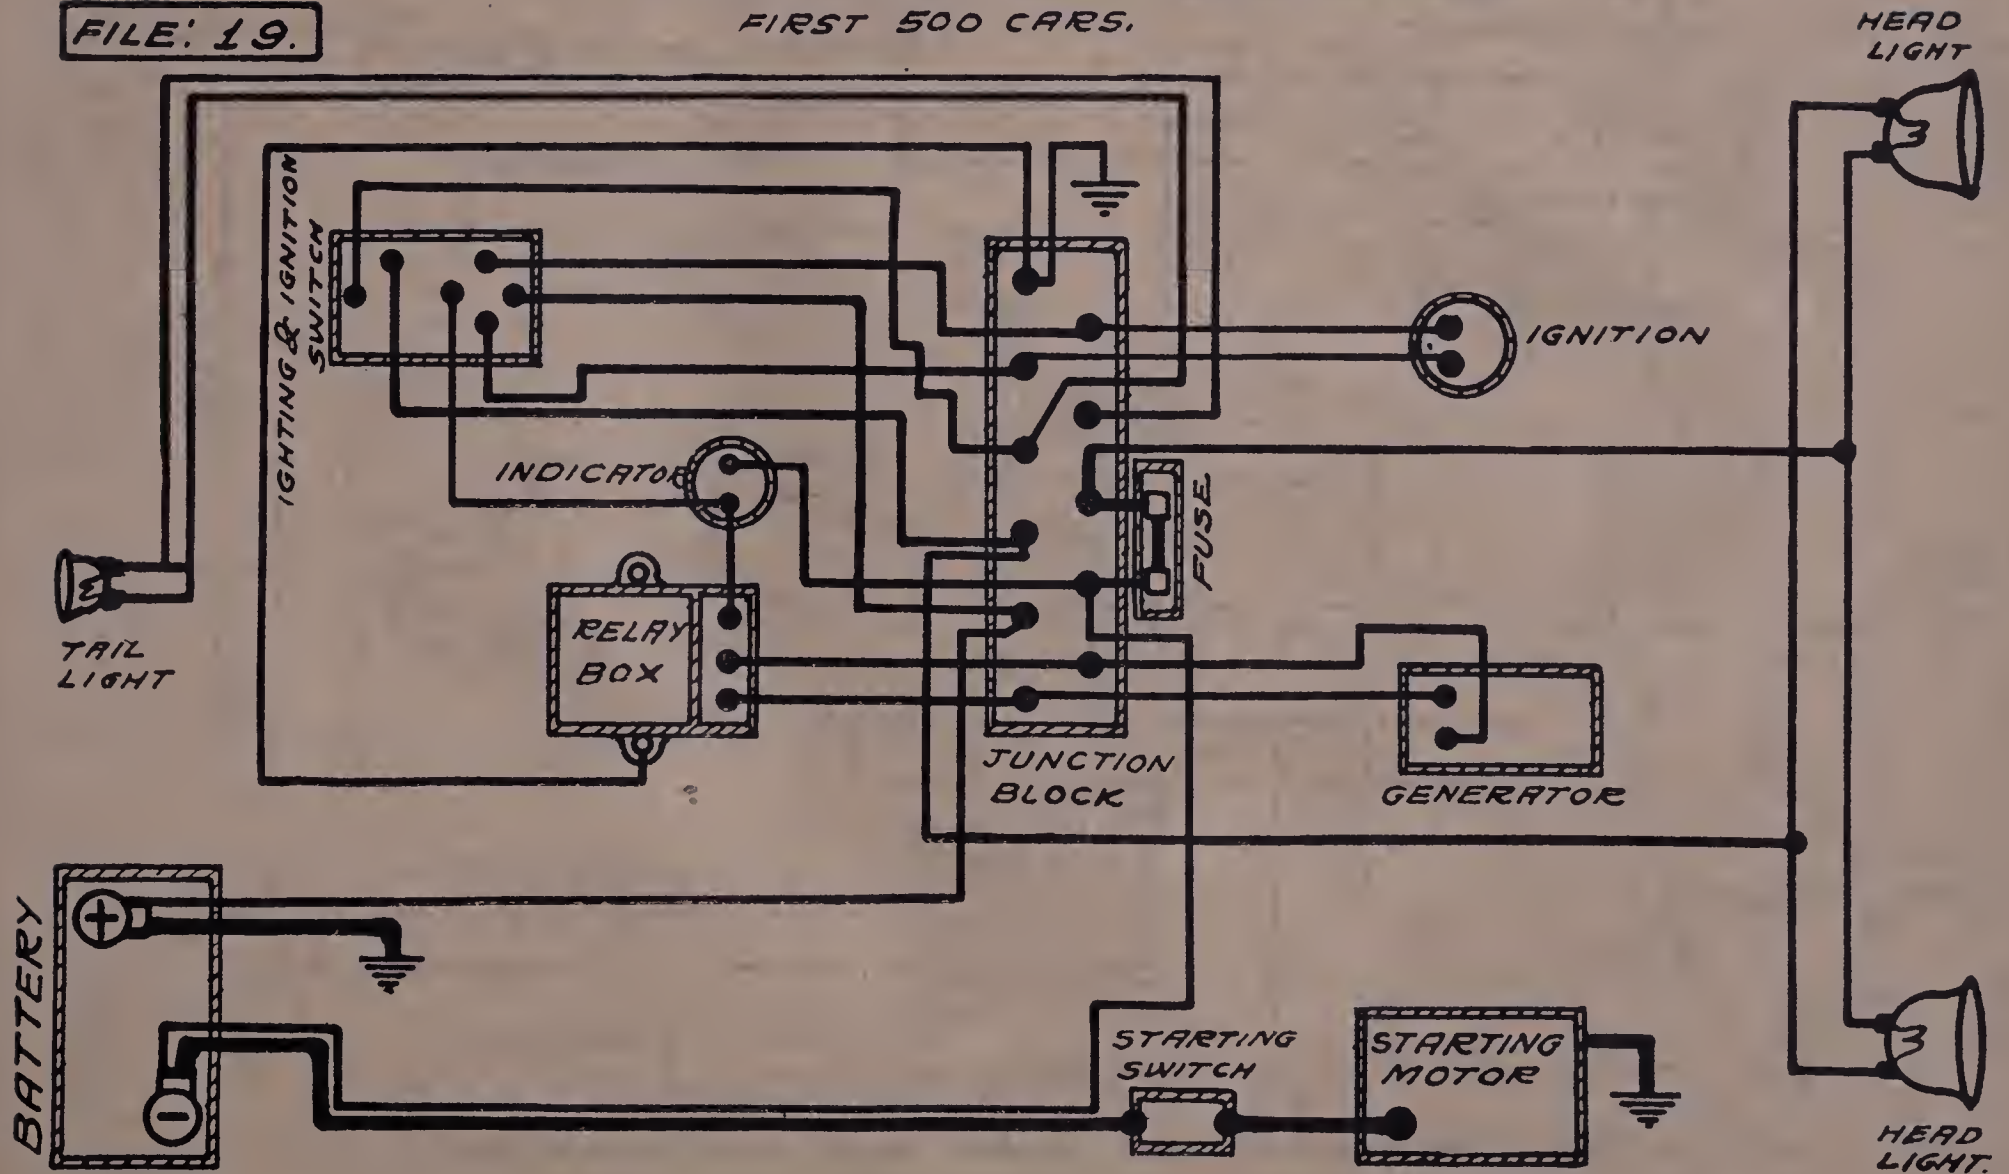 FILE: 19.
FIRST 500 CARS.
HEAD
LIGHT
LIGHTING & IGNITION
SWITCH
IGNITION
INDICATOR
FUSE
RELAY
BOX
TAIL
LIGHT
JUNCTION
BLOCK
GENERATOR
BATTERY
+
-
STARTING
SWITCH
STARTING
MOTOR
HEAD
LIGHT.